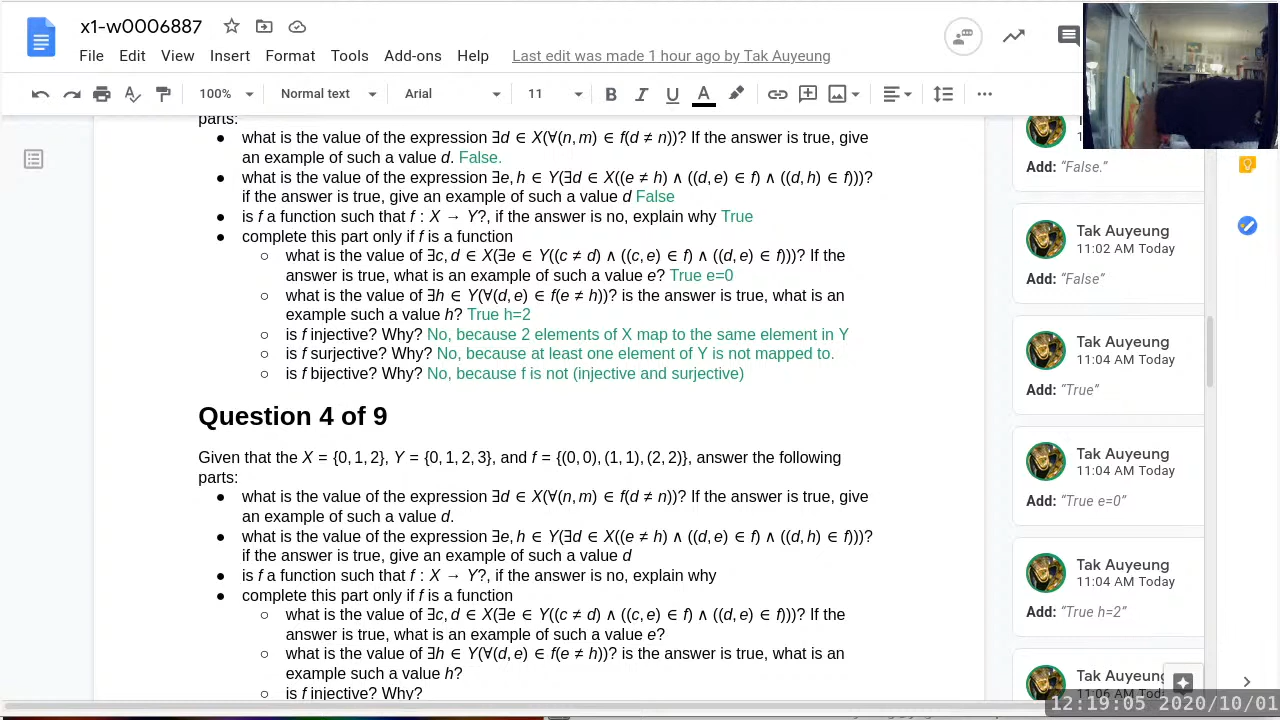 x1-w0006887
File Edit View Insert Format Tools Add-ons Help Last edit was made 1 hour ago by Tak Auyeung
100% Normal text Arial 11 B I U A
parts:
● what is the value of the expression ∃d ∈ X(∀(n, m) ∈ f(d ≠ n))? If the answer is true, give
an example of such a value d. False.
● what is the value of the expression ∃e, h ∈ Y(∃d ∈ X((e ≠ h) ∧ ((d, e) ∈ f) ∧ ((d, h) ∈ f)))?
if the answer is true, give an example of such a value d False
● is f a function such that f : X → Y?, if the answer is no, explain why True
● complete this part only if f is a function
○ what is the value of ∃c, d ∈ X(∃e ∈ Y((c ≠ d) ∧ ((c, e) ∈ f) ∧ ((d, e) ∈ f)))? If the
answer is true, what is an example of such a value e? True e=0
○ what is the value of ∃h ∈ Y(∀(d, e) ∈ f(e ≠ h))? is the answer is true, what is an
example such a value h? True h=2
○ is f injective? Why? No, because 2 elements of X map to the same element in Y
○ is f surjective? Why? No, because at least one element of Y is not mapped to.
○ is f bijective? Why? No, because f is not (injective and surjective)
Question 4 of 9
Given that the X = {0, 1, 2}, Y = {0, 1, 2, 3}, and f = {(0, 0), (1, 1), (2, 2)}, answer the following
parts:
● what is the value of the expression ∃d ∈ X(∀(n, m) ∈ f(d ≠ n))? If the answer is true, give
an example of such a value d.
● what is the value of the expression ∃e, h ∈ Y(∃d ∈ X((e ≠ h) ∧ ((d, e) ∈ f) ∧ ((d, h) ∈ f)))?
if the answer is true, give an example of such a value d
● is f a function such that f : X → Y?, if the answer is no, explain why
● complete this part only if f is a function
○ what is the value of ∃c, d ∈ X(∃e ∈ Y((c ≠ d) ∧ ((c, e) ∈ f) ∧ ((d, e) ∈ f)))? If the
answer is true, what is an example of such a value e?
○ what is the value of ∃h ∈ Y(∀(d, e) ∈ f(e ≠ h))? is the answer is true, what is an
example such a value h?
○ is f injective? Why?
Add: “False.”
Tak Auyeung
11:02 AM Today
Add: “False”
Tak Auyeung
11:04 AM Today
Add: “True”
Tak Auyeung
11:04 AM Today
Add: “True e=0”
Tak Auyeung
11:04 AM Today
Add: “True h=2”
Tak Auyeung
11:06 AM Today
12:19:05 2020/10/01